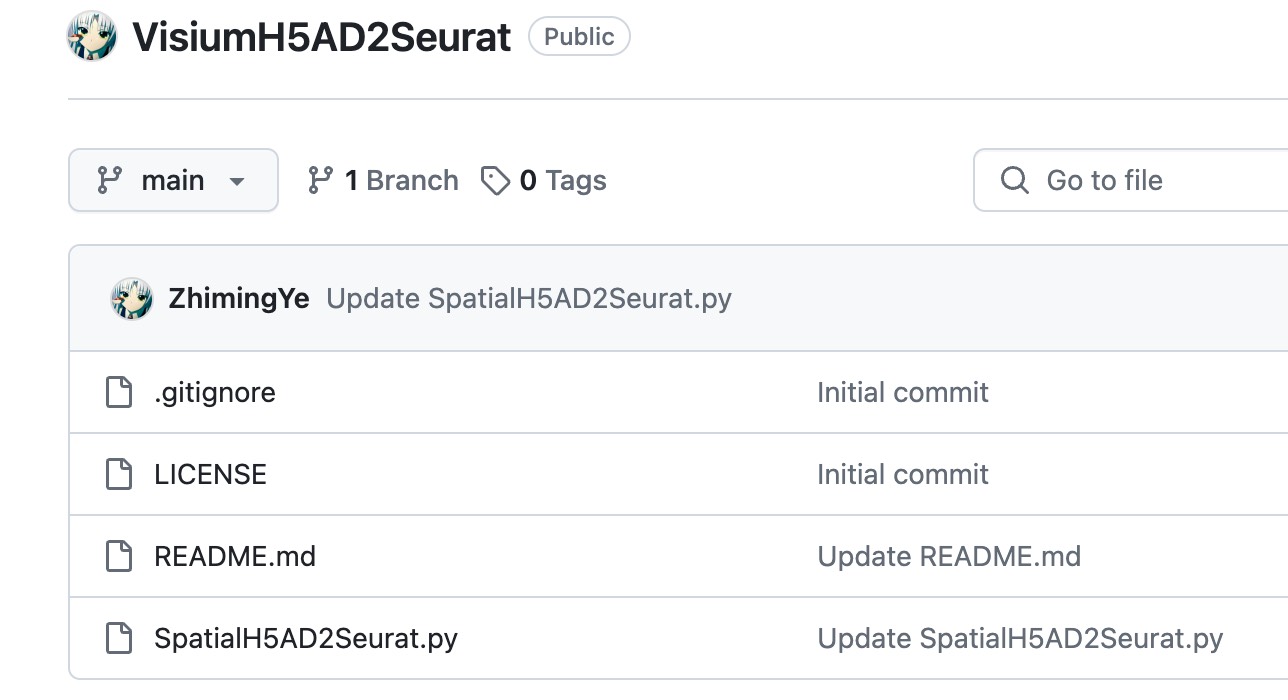 VisiumH5AD2Seurat Public
main 1 Branch 0 Tags Go to file
ZhimingYe Update SpatialH5AD2Seurat.py
.gitignore Initial commit
LICENSE Initial commit
README.md Update README.md
SpatialH5AD2Seurat.py Update SpatialH5AD2Seurat.py